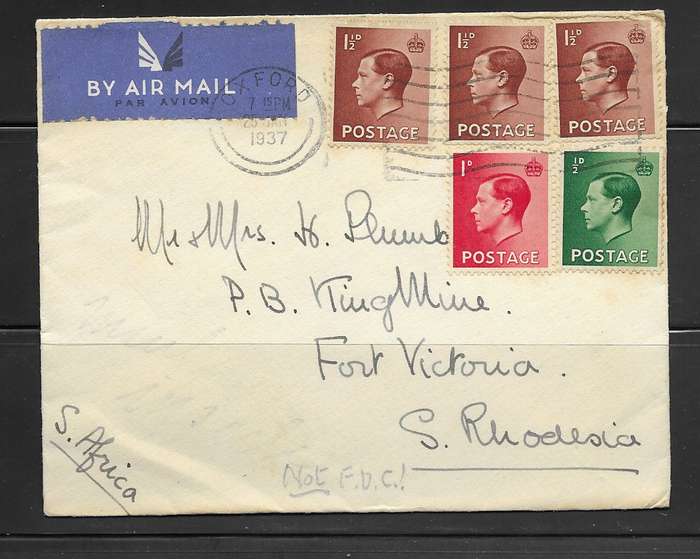 BY AIR MAIL
PAR AVION
OXFORD
7 15 PM
1937
1½D
POSTAGE
1½D
POSTAGE
1½D
POSTAGE
1D
POSTAGE
½D
POSTAGE
Mr & Mrs. H. Plumb
P. B. King Mine.
Fort Victoria.
S. Rhodesia
S. Africa
Not F.D.C!